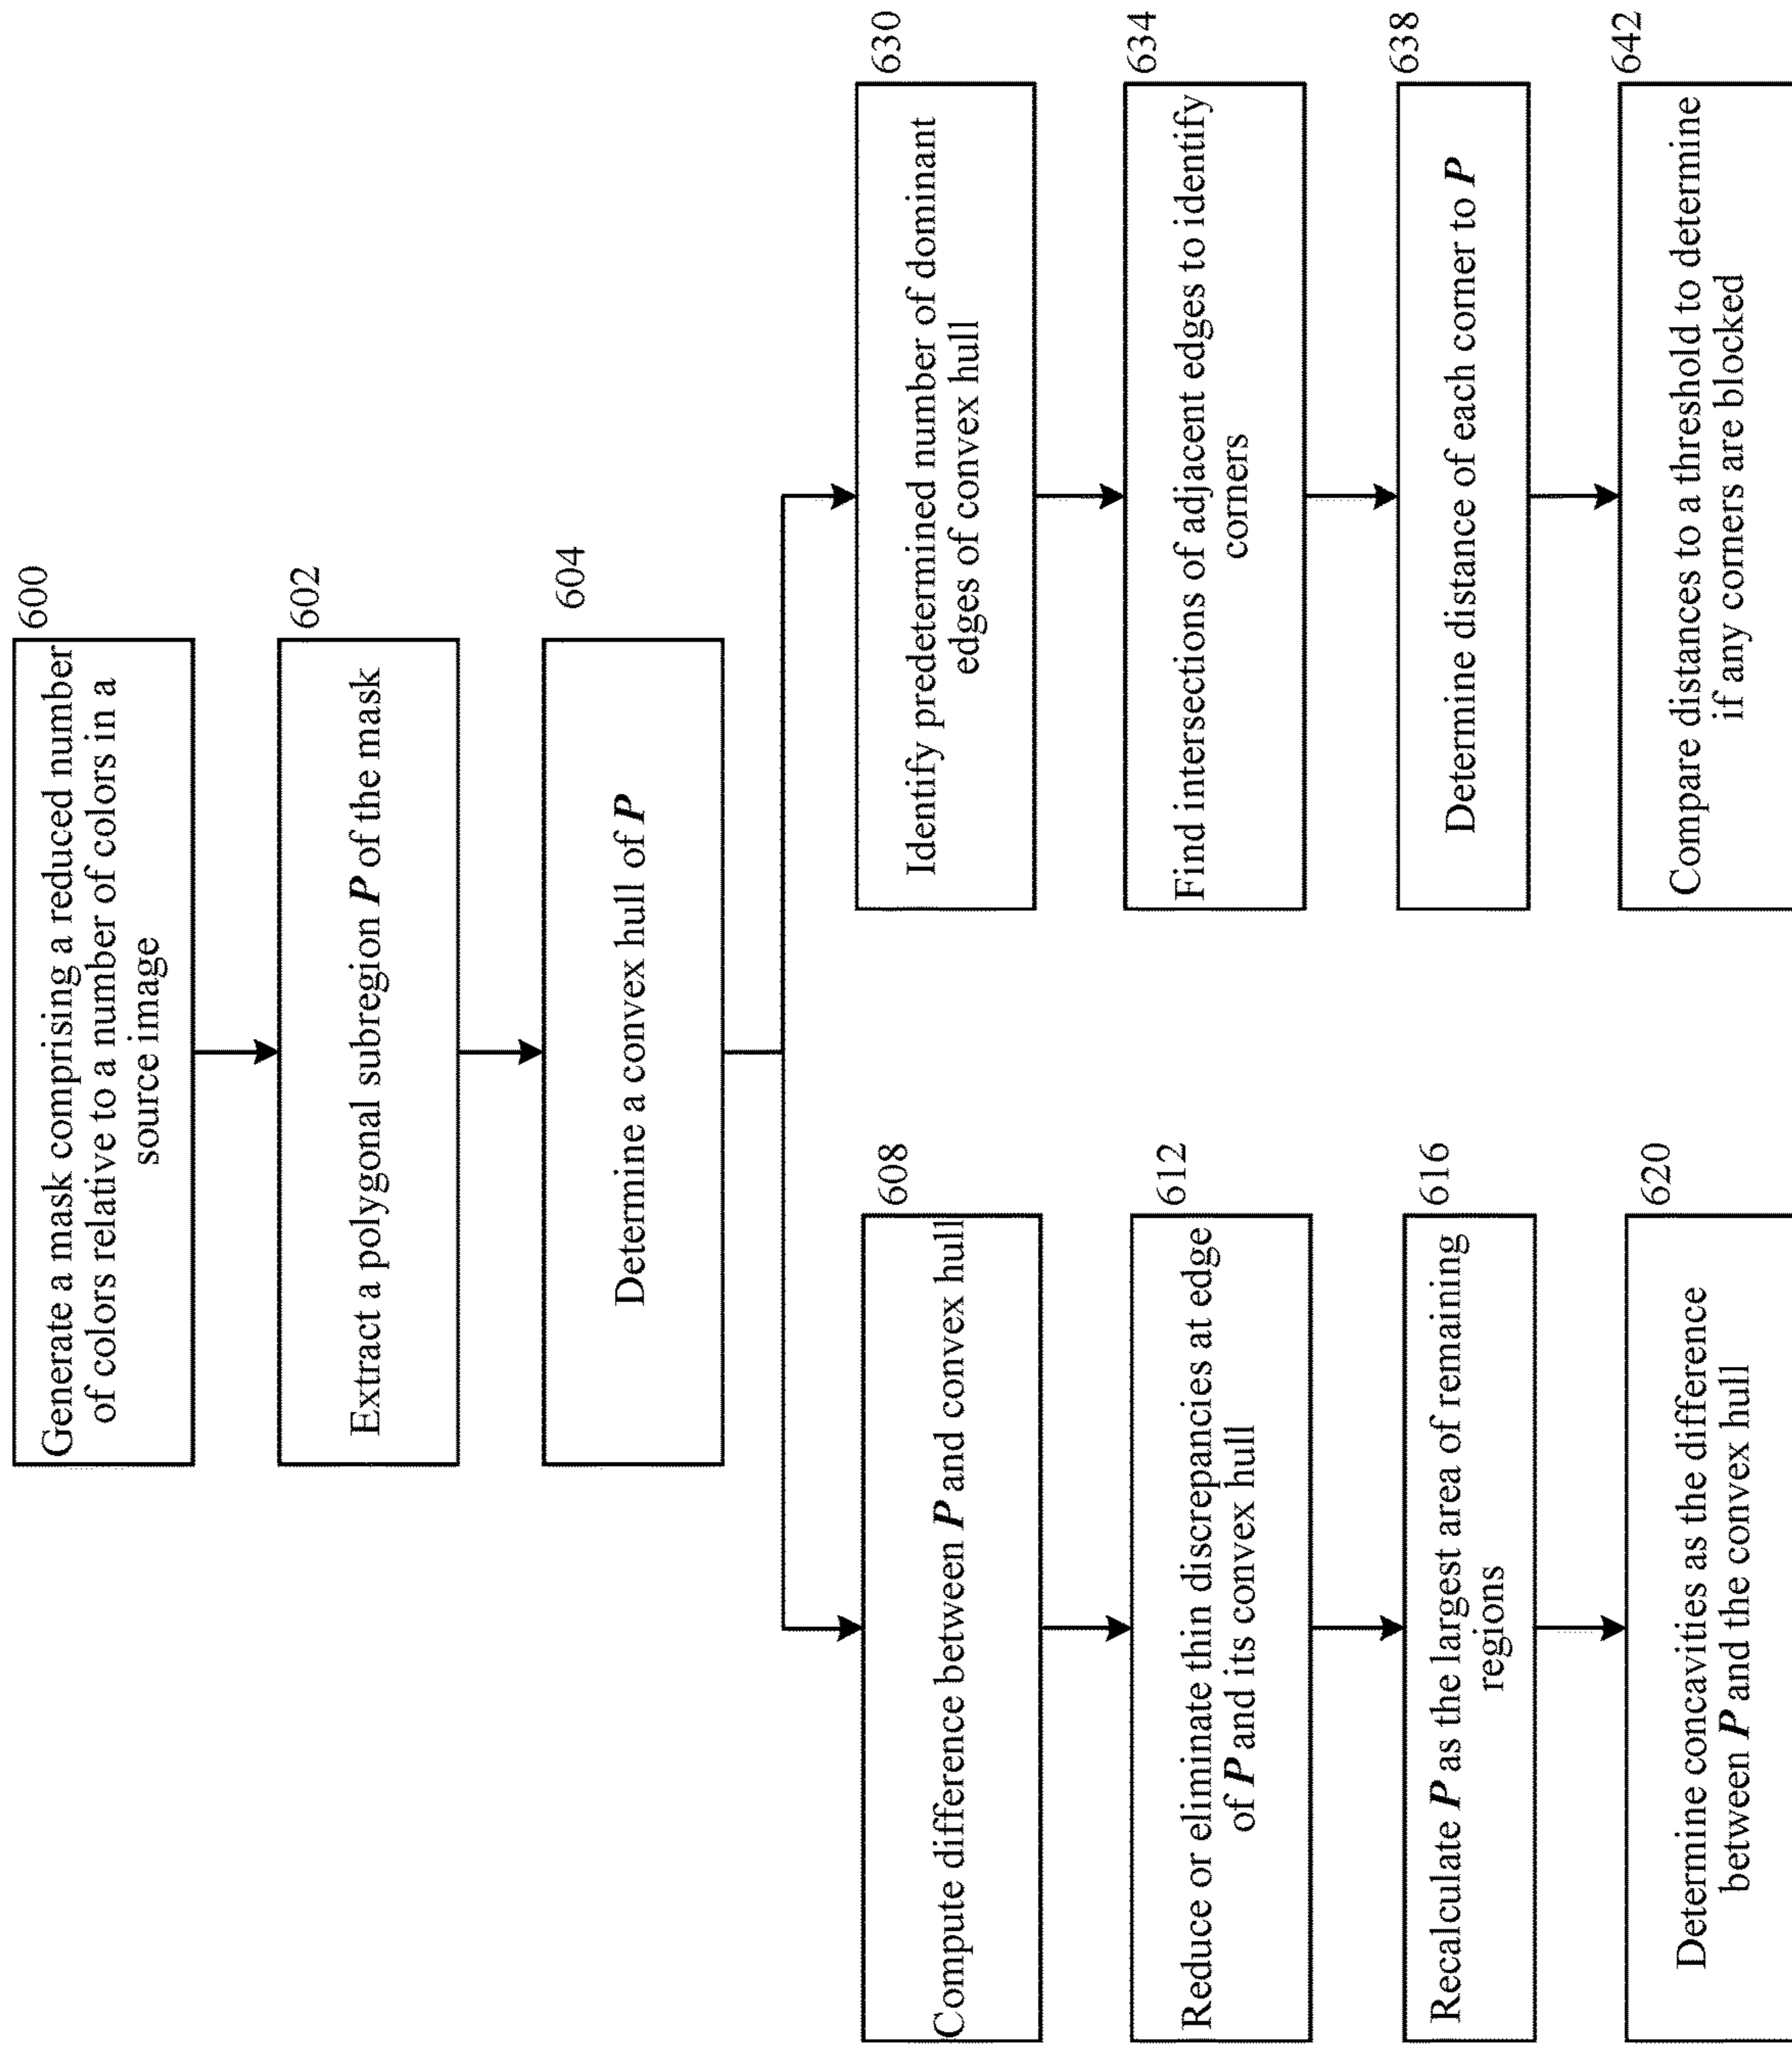 600
Generate a mask comprising a reduced number
of colors relative to a number of colors in a
source image
602
Extract a polygonal subregion P of the mask
604
Determine a convex hull of P
608
Compute difference between P and convex hull
612
Reduce or eliminate thin discrepancies at edge
of P and its convex hull
616
Recalculate P as the largest area of remaining
regions
620
Determine concavities as the difference
between P and the convex hull
630
Identify predetermined number of dominant
edges of convex hull
634
Find intersections of adjacent edges to identify
corners
638
Determine distance of each corner to P
642
Compare distances to a threshold to determine
if any corners are blocked